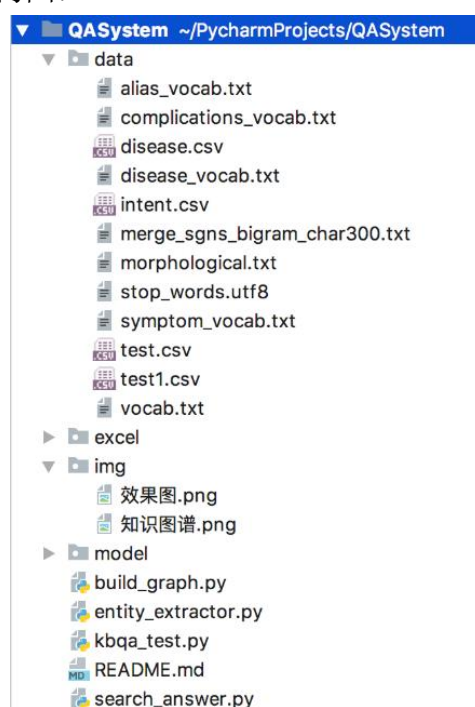 QASystem ~/PycharmProjects/QASystem
data
alias_vocab.txt
complications_vocab.txt
disease.csv
disease_vocab.txt
intent.csv
merge_sgns_bigram_char300.txt
morphological.txt
stop_words.utf8
symptom_vocab.txt
test.csv
test1.csv
vocab.txt
excel
img
效果图.png
知识图谱.png
model
build_graph.py
entity_extractor.py
kbqa_test.py
README.md
search_answer.py